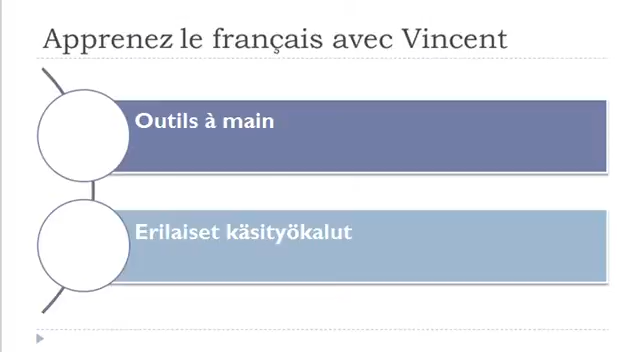 Apprenez le français avec Vincent
Outils à main
Erilaiset käsityökalut